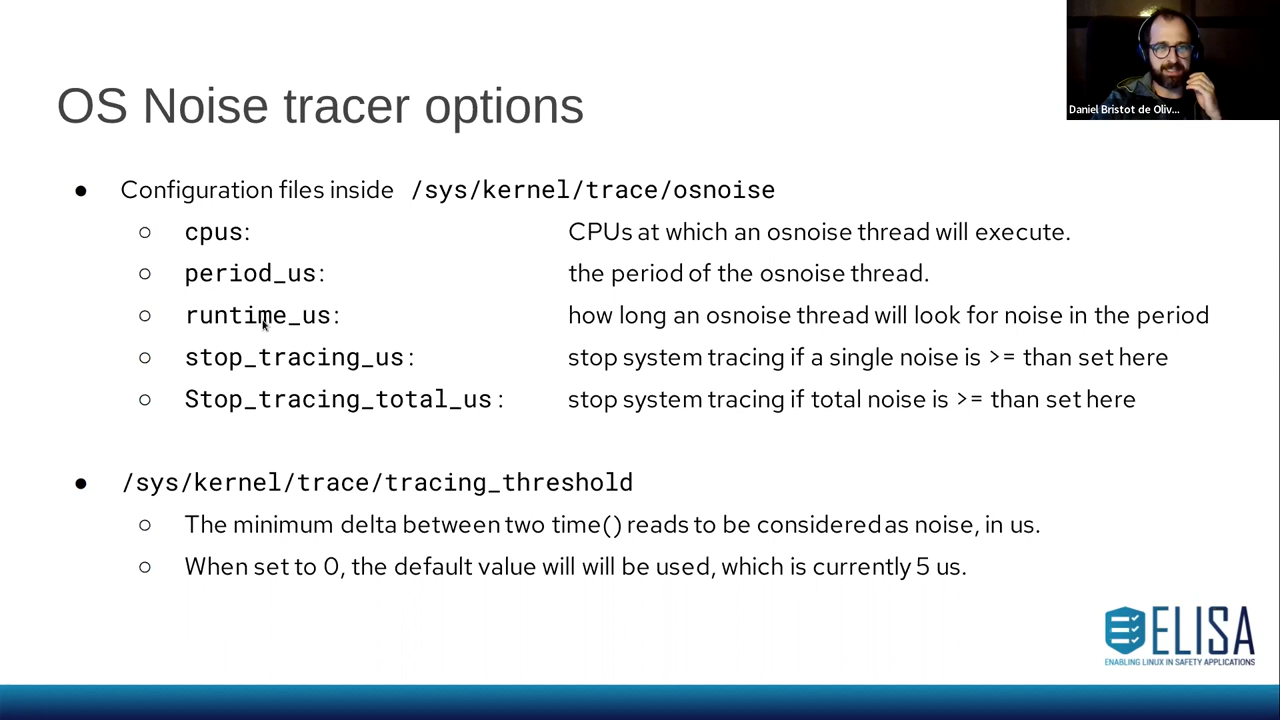 OS Noise tracer options
Daniel Bristot de Oliv...
● Configuration files inside /sys/kernel/trace/osnoise
○ cpus: CPUs at which an osnoise thread will execute.
○ period_us: the period of the osnoise thread.
○ runtime_us: how long an osnoise thread will look for noise in the period
○ stop_tracing_us: stop system tracing if a single noise is >= than set here
○ Stop_tracing_total_us: stop system tracing if total noise is >= than set here
● /sys/kernel/trace/tracing_threshold
○ The minimum delta between two time() reads to be considered as noise, in us.
○ When set to 0, the default value will will be used, which is currently 5 us.
ELISA
ENABLING LINUX IN SAFETY APPLICATIONS